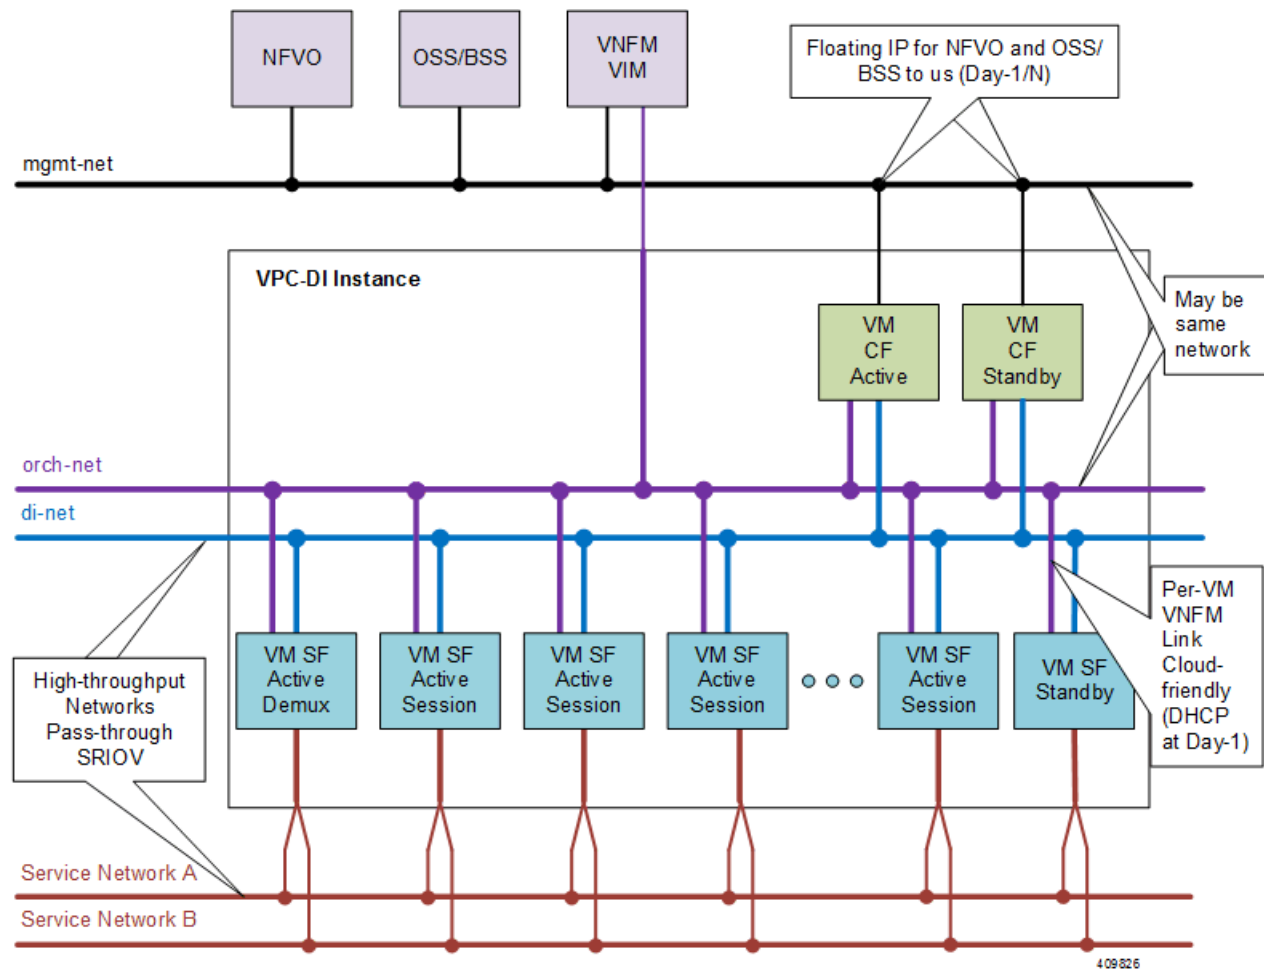 NFVO
OSS/BSS
VNFM
VIM
Floating IP for NFVO and OSS/
BSS to us (Day-1/N)
mgmt-net
VPC-DI Instance
May be
same
network
VM
CF
Active
VM
CF
Standby
orch-net
di-net
Per-VM
VNFM
Link
Cloud-
friendly
(DHCP
at Day-1)
High-throughput
Networks
Pass-through
SRIOV
VM SF
Active
Demux
VM SF
Active
Session
VM SF
Active
Session
VM SF
Active
Session
VM SF
Active
Session
VM SF
Standby
Service Network A
Service Network B
409826